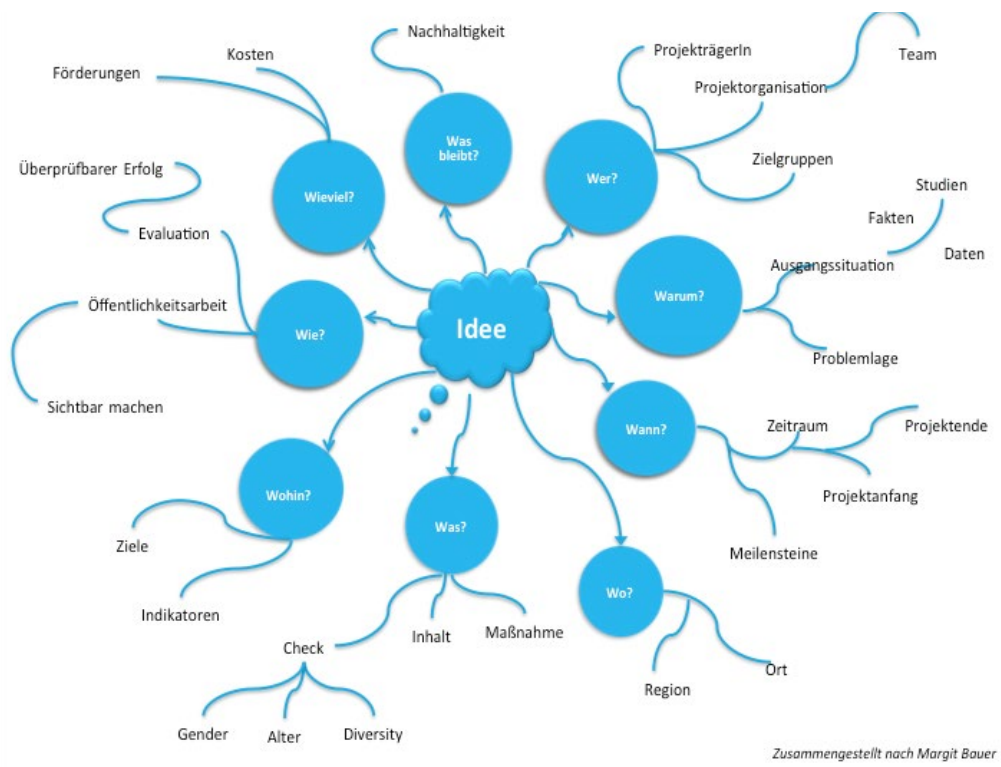 Nachhaltigkeit
Kosten
Förderungen
ProjekträgerIn
Team
Projektorganisation
Was
bleibt?
Wer?
Wieviel?
Zielgruppen
Überprüfbarer Erfolg
Evaluation
Studien
Fakten
Daten
Ausgangssituation
Warum?
Problemlage
Öffentlichkeitsarbeit
Wie?
Idee
Sichtbar machen
Wann?
Zeitraum
Projektende
Projektanfang
Meilensteine
Wohin?
Ziele
Indikatoren
Was?
Check
Inhalt
Maßnahme
Gender
Alter
Diversity
Wo?
Region
Ort
Zusammengestellt nach Margit Bauer